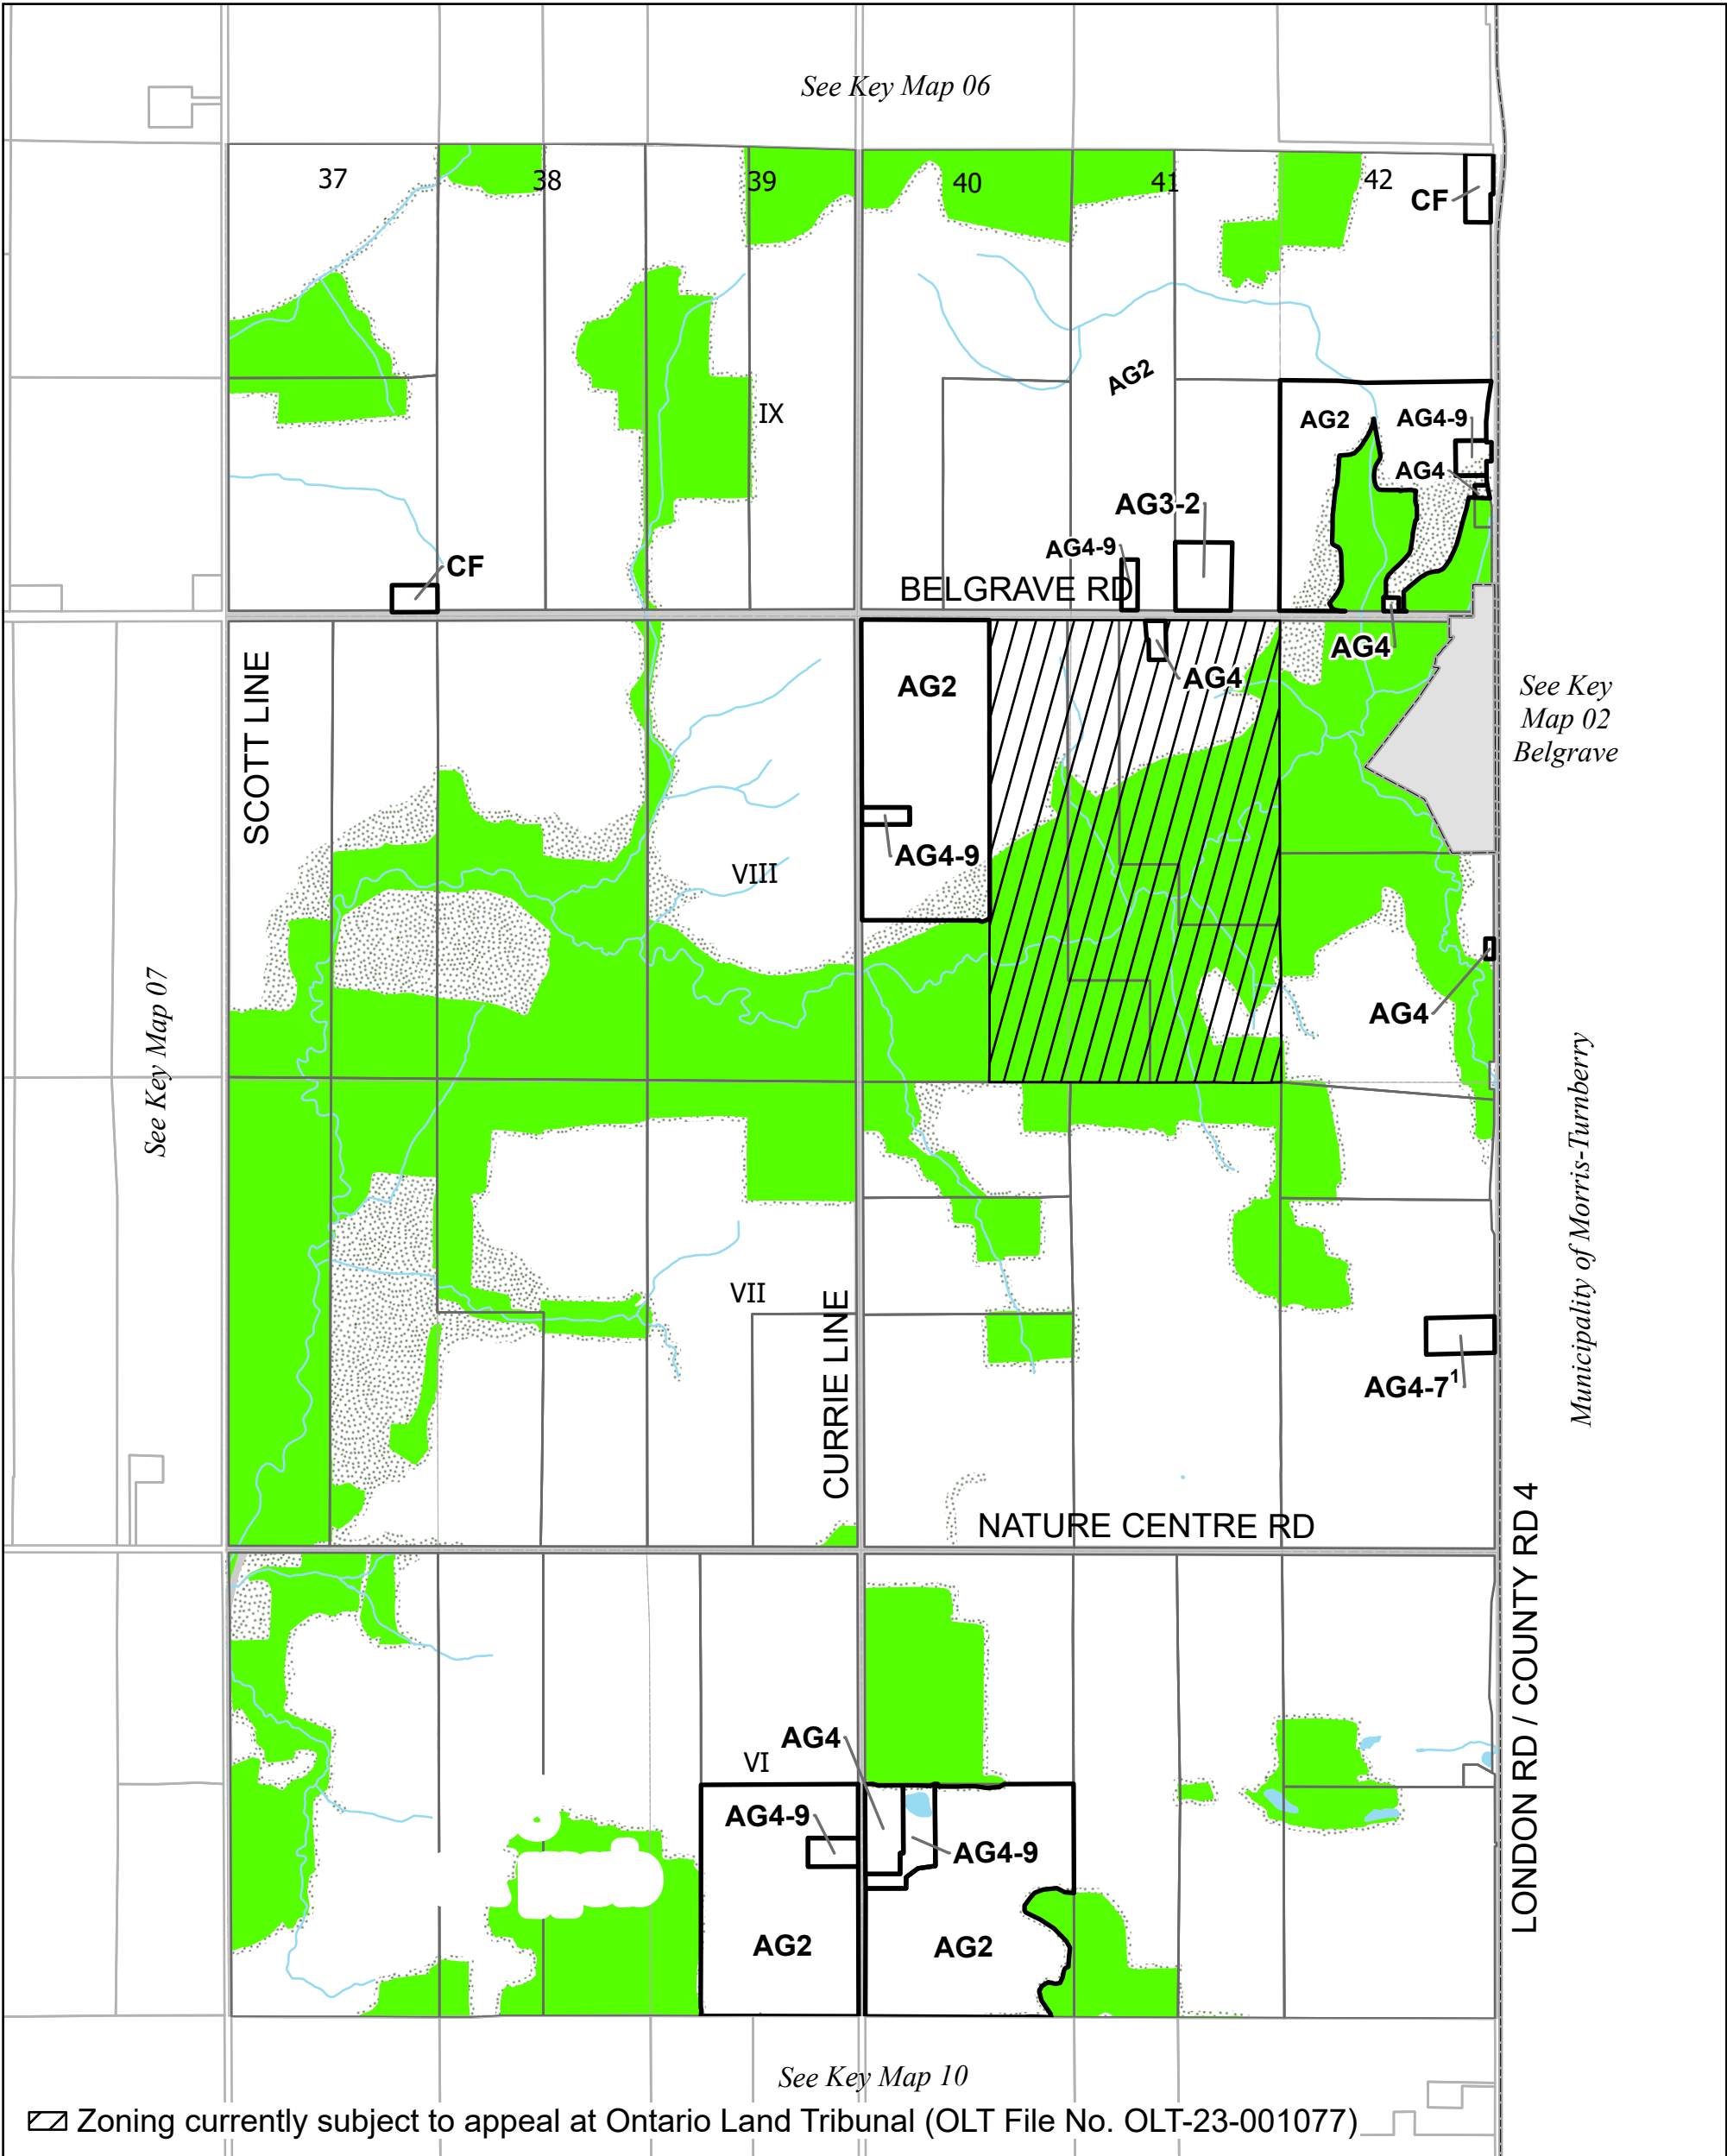 See Key Map 06
37
38
39
40
41
42
CF
AG2
IX
AG2
AG4-9
AG4
AG3-2
AG4-9
CF
BELGRAVE RD
AG4
SCOTT LINE
AG2
AG4
See Key
Map 02
Belgrave
AG4-9
VIII
See Key Map 07
AG4
Municipality of Morris-Turnberry
VII
CURRIE LINE
AG4-7¹
NATURE CENTRE RD
LONDON RD / COUNTY RD 4
AG4
VI
AG4-9
AG4-9
AG2
AG2
See Key Map 10
Zoning currently subject to appeal at Ontario Land Tribunal (OLT File No. OLT-23-001077)